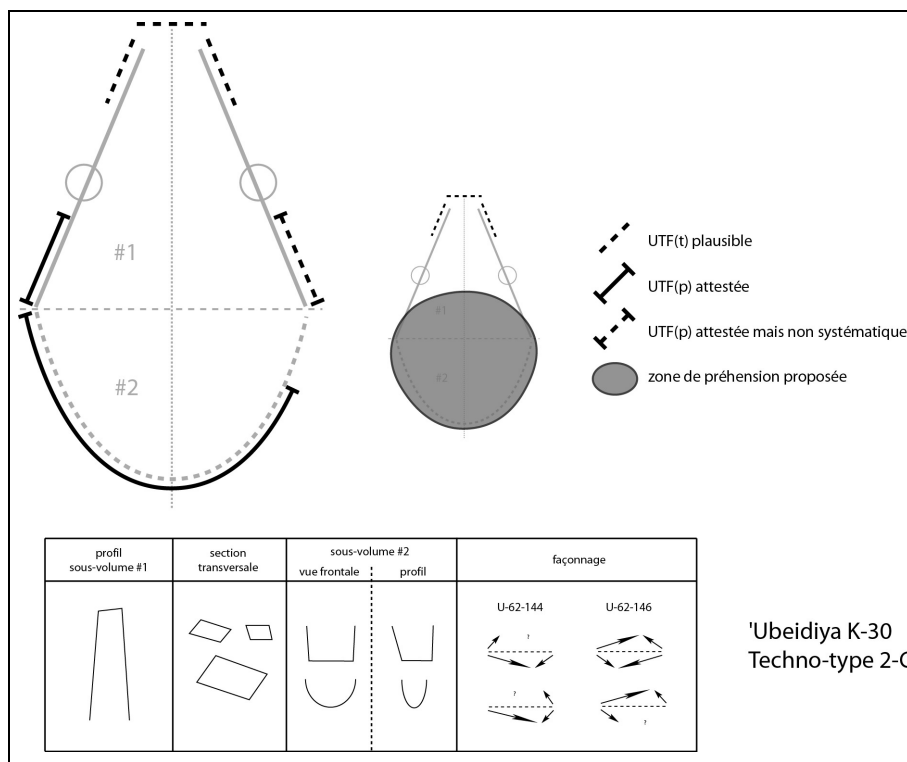 #1
#2
#1
#2
UTF(t) plausible
UTF(p) attestée
UTF(p) attestée mais non systématique
zone de préhension proposée
profil
sous-volume #1
section
transversale
sous-volume #2
vue frontale
profil
façonnage
U-62-144
U-62-146
?
?
?
'Ubeidiya K-30
Techno-type 2-C